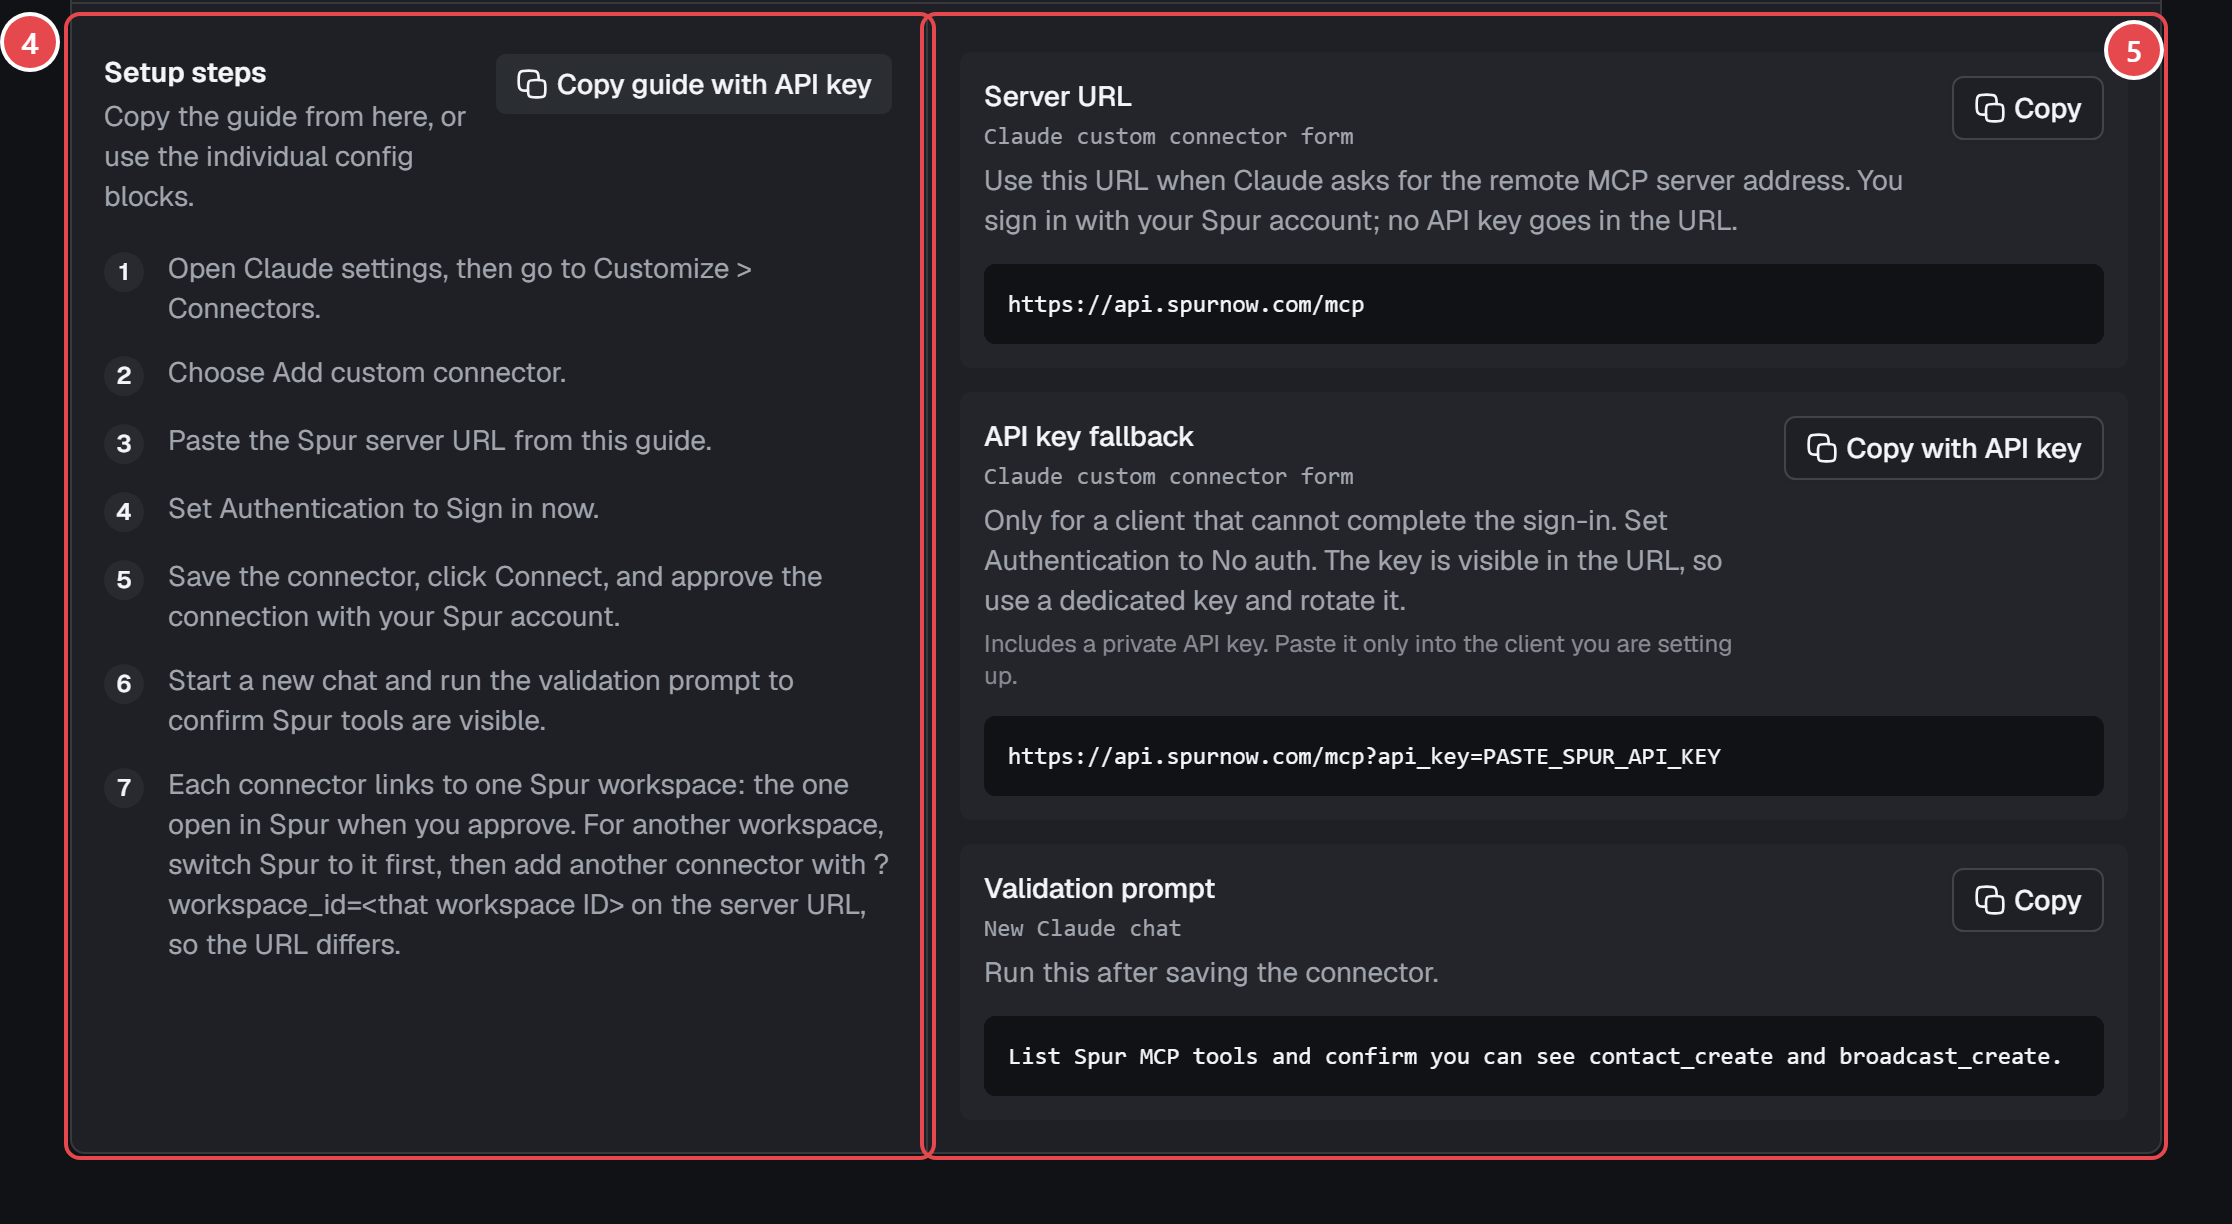 4
Setup steps
Copy guide with API key
Copy the guide from here, or
use the individual config
blocks.
1
Open Claude settings, then go to Customize >
Connectors.
2
Choose Add custom connector.
3
Paste the Spur server URL from this guide.
4
Set Authentication to Sign in now.
5
Save the connector, click Connect, and approve the
connection with your Spur account.
6
Start a new chat and run the validation prompt to
confirm Spur tools are visible.
7
Each connector links to one Spur workspace: the one
open in Spur when you approve. For another workspace,
switch Spur to it first, then add another connector with ?
workspace_id=<that workspace ID> on the server URL,
so the URL differs.
5
Server URL
Copy
Claude custom connector form
Use this URL when Claude asks for the remote MCP server address. You
sign in with your Spur account; no API key goes in the URL.
https://api.spurnow.com/mcp
API key fallback
Copy with API key
Claude custom connector form
Only for a client that cannot complete the sign-in. Set
Authentication to No auth. The key is visible in the URL, so
use a dedicated key and rotate it.
Includes a private API key. Paste it only into the client you are setting
up.
https://api.spurnow.com/mcp?api_key=PASTE_SPUR_API_KEY
Validation prompt
Copy
New Claude chat
Run this after saving the connector.
List Spur MCP tools and confirm you can see contact_create and broadcast_create.